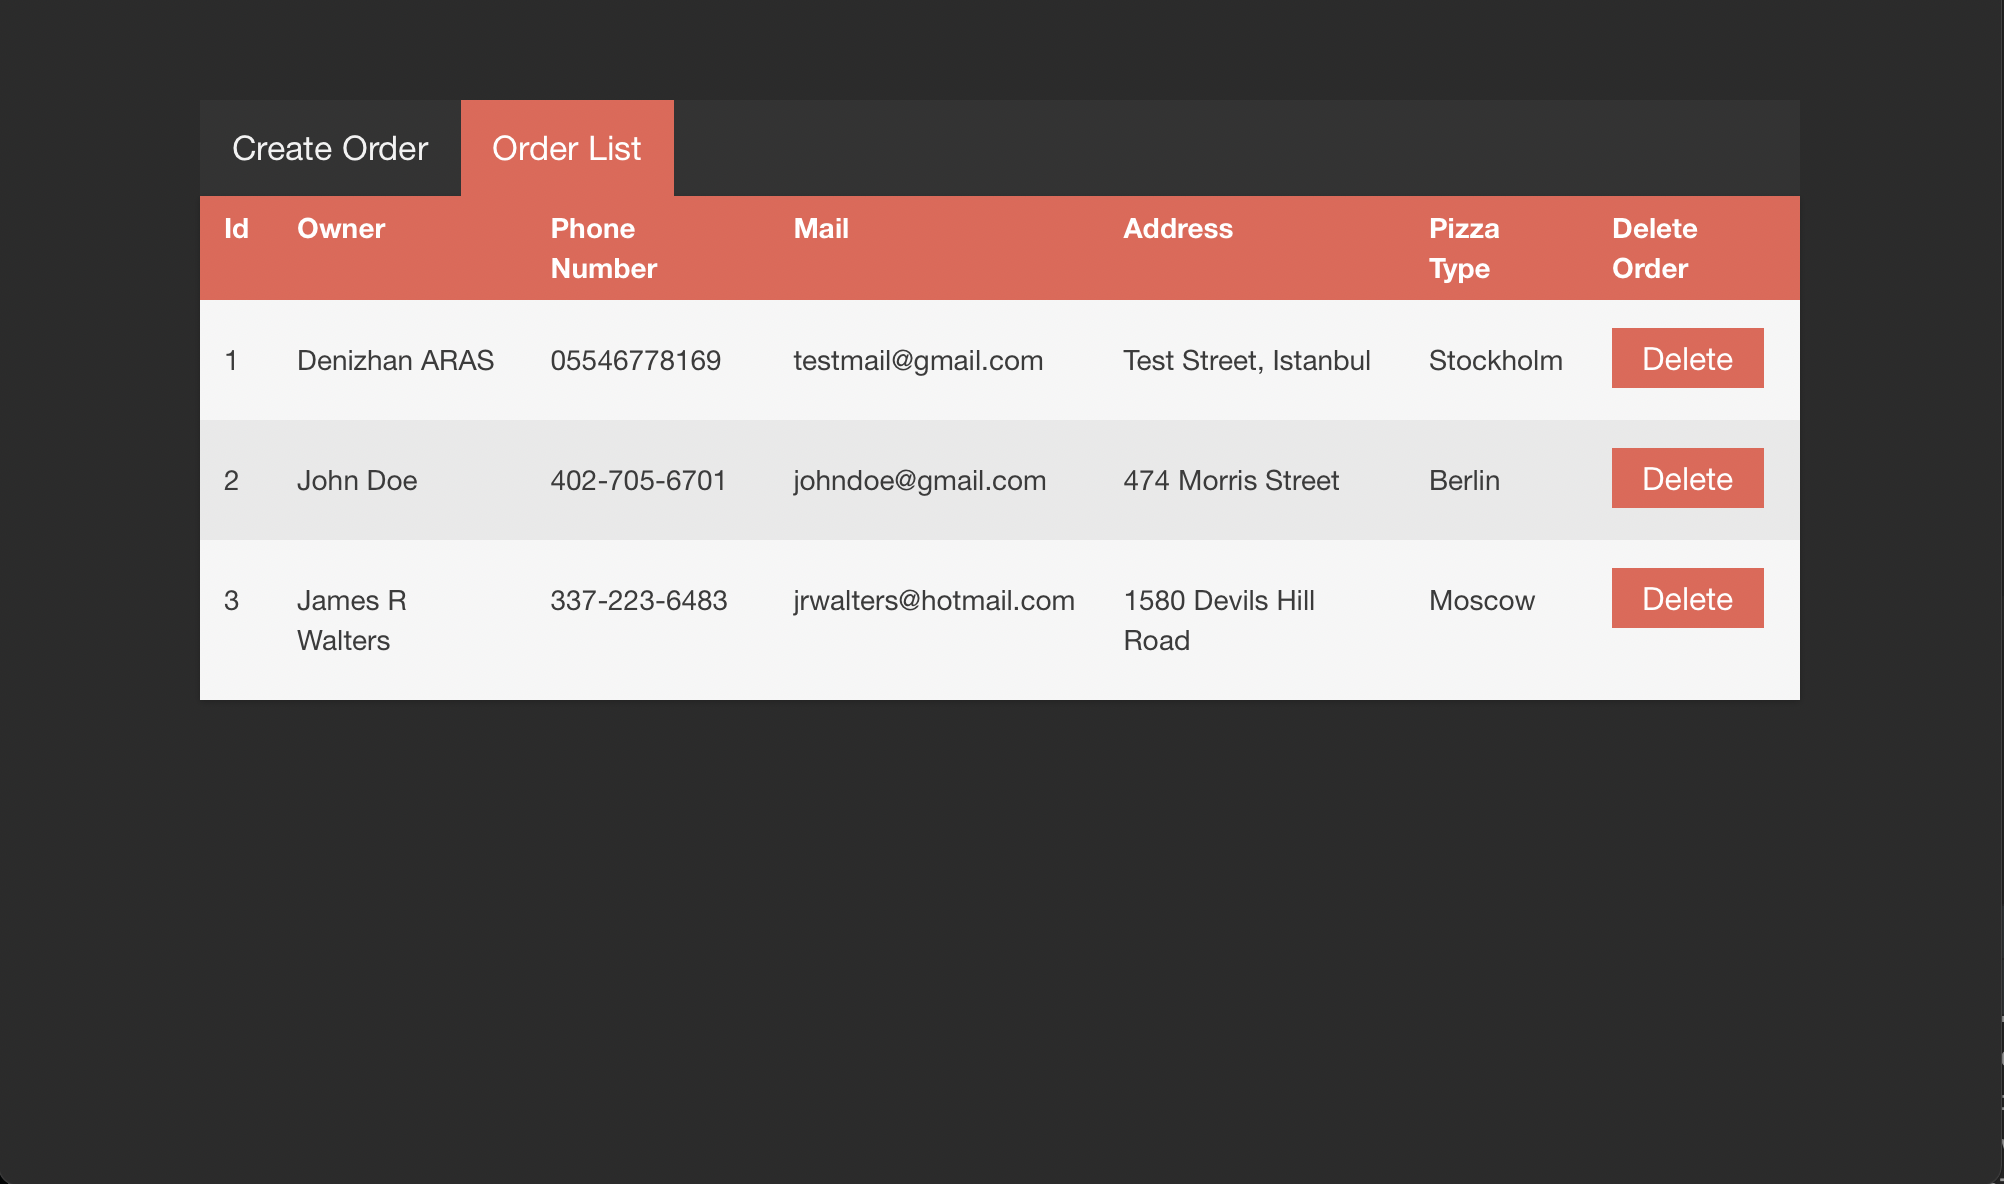 Create Order Order List
Id Owner Phone Number Mail Address Pizza Type Delete Order
1 Denizhan ARAS 05546778169 testmail@gmail.com Test Street, Istanbul Stockholm Delete
2 John Doe 402-705-6701 johndoe@gmail.com 474 Morris Street Berlin Delete
3 James R Walters 337-223-6483 jrwalters@hotmail.com 1580 Devils Hill Road Moscow Delete